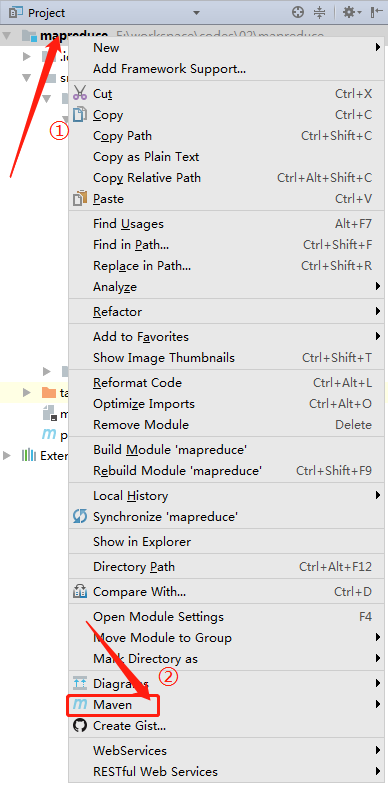 Project
mapreduce E:\workspace\cndec\02\mapreduce
.i
sr
ta
m
p
Exter
①
②
New
Add Framework Support...
Cut Ctrl+X
Copy Ctrl+C
Copy Path Ctrl+Shift+C
Copy as Plain Text
Copy Relative Path Ctrl+Alt+Shift+C
Paste Ctrl+V
Find Usages Alt+F7
Find in Path... Ctrl+Shift+F
Replace in Path... Ctrl+Shift+R
Analyze
Refactor
Add to Favorites
Show Image Thumbnails Ctrl+Shift+T
Reformat Code Ctrl+Alt+L
Optimize Imports Ctrl+Alt+O
Remove Module Delete
Build Module 'mapreduce'
Rebuild Module 'mapreduce' Ctrl+Shift+F9
Local History
Synchronize 'mapreduce'
Show in Explorer
Directory Path Ctrl+Alt+F12
Compare With... Ctrl+D
Open Module Settings F4
Move Module to Group
Mark Directory as
Diagrams
Maven
Create Gist...
WebServices
RESTful Web Services